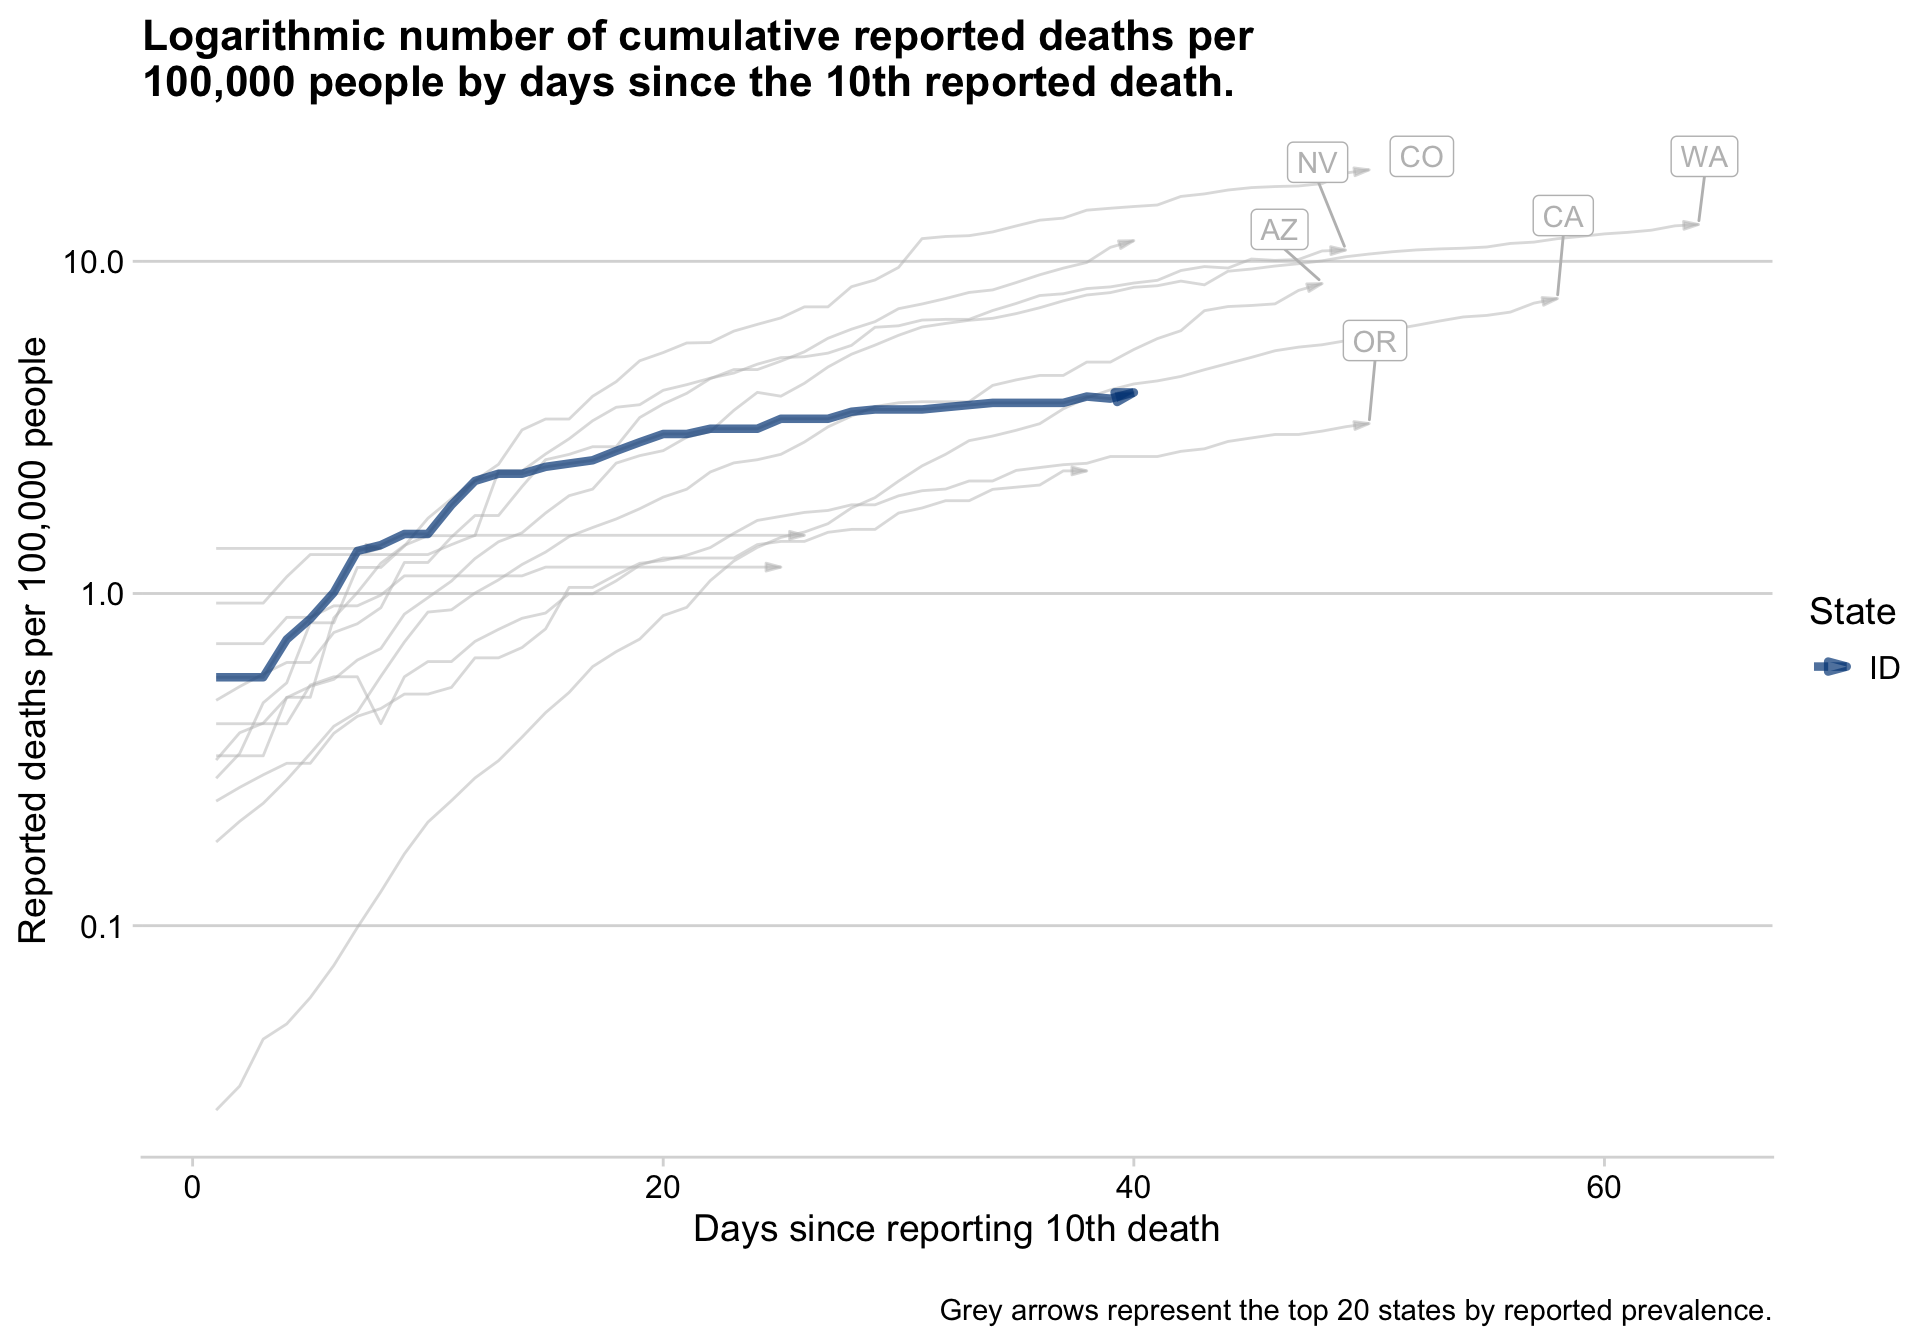 Logarithmic number of cumulative reported deaths per
100,000 people by days since the 10th reported death.
NV
CO
WA
AZ
CA
OR
10.0
1.0
0.1
Reported deaths per 100,000 people
State
ID
0
20
40
60
Days since reporting 10th death
Grey arrows represent the top 20 states by reported prevalence.